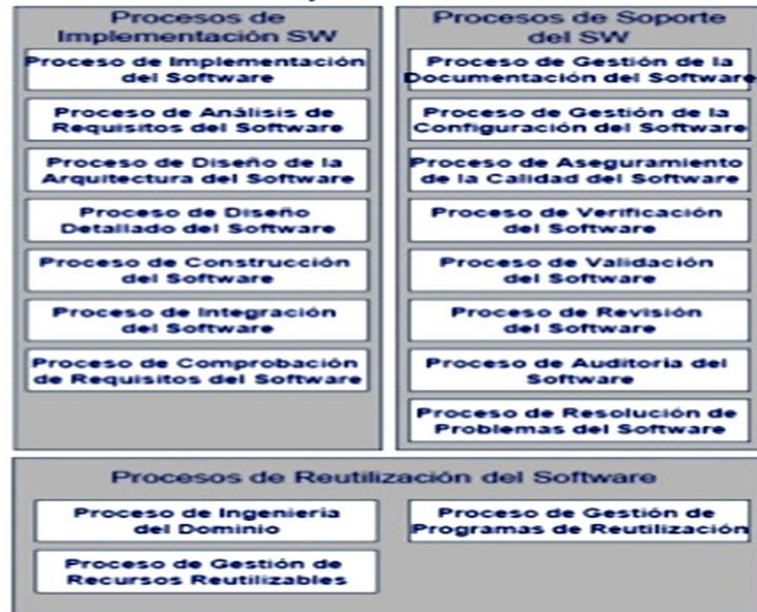 Procesos de
Implementación SW
Proceso de Implementación
del Software
Proceso de Análisis de
Requisitos del Software
Proceso de Diseño de la
Arquitectura del Software
Proceso de Diseño
Detallado del Software
Proceso de Construcción
del Software
Proceso de Integración
del Software
Proceso de Comprobación
de Requisitos del Software
Procesos de Soporte
del SW
Proceso de Gestión de la
Documentación del Software
Proceso de Gestión de la
Configuración del Software
Proceso de Aseguramiento
de la Calidad del Software
Proceso de Verificación
del Software
Proceso de Validación
del Software
Proceso de Revisión
del Software
Proceso de Auditoria del
Software
Proceso de Resolución de
Problemas del Software
Procesos de Reutilización del Software
Proceso de Ingeniería
del Dominio
Proceso de Gestión de
Recursos Reutilizables
Proceso de Gestión de
Programas de Reutilización